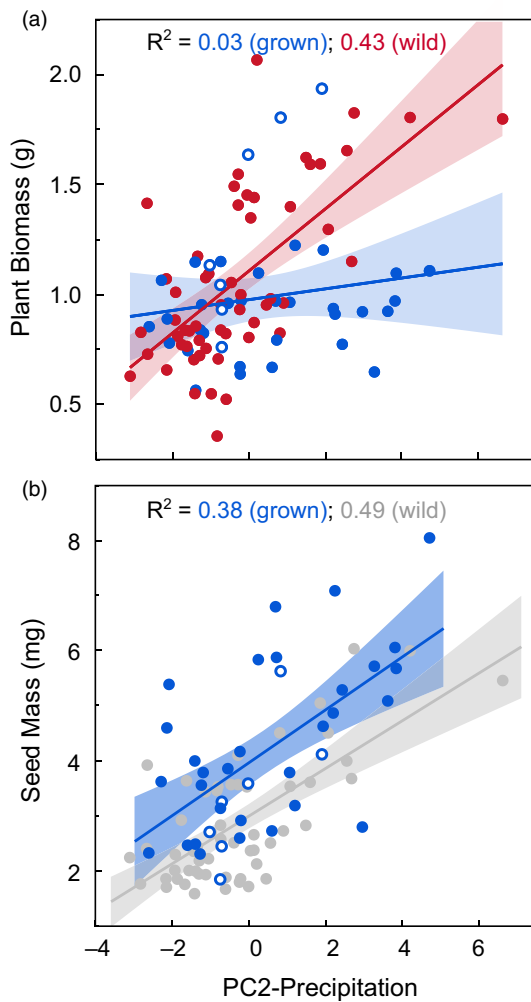 (a)
R² = 0.03 (grown); 0.43 (wild)
2.0
1.5
1.0
0.5
Plant Biomass (g)
(b)
R² = 0.38 (grown); 0.49 (wild)
8
6
4
2
Seed Mass (mg)
–4 –2 0 2 4 6
PC2-Precipitation